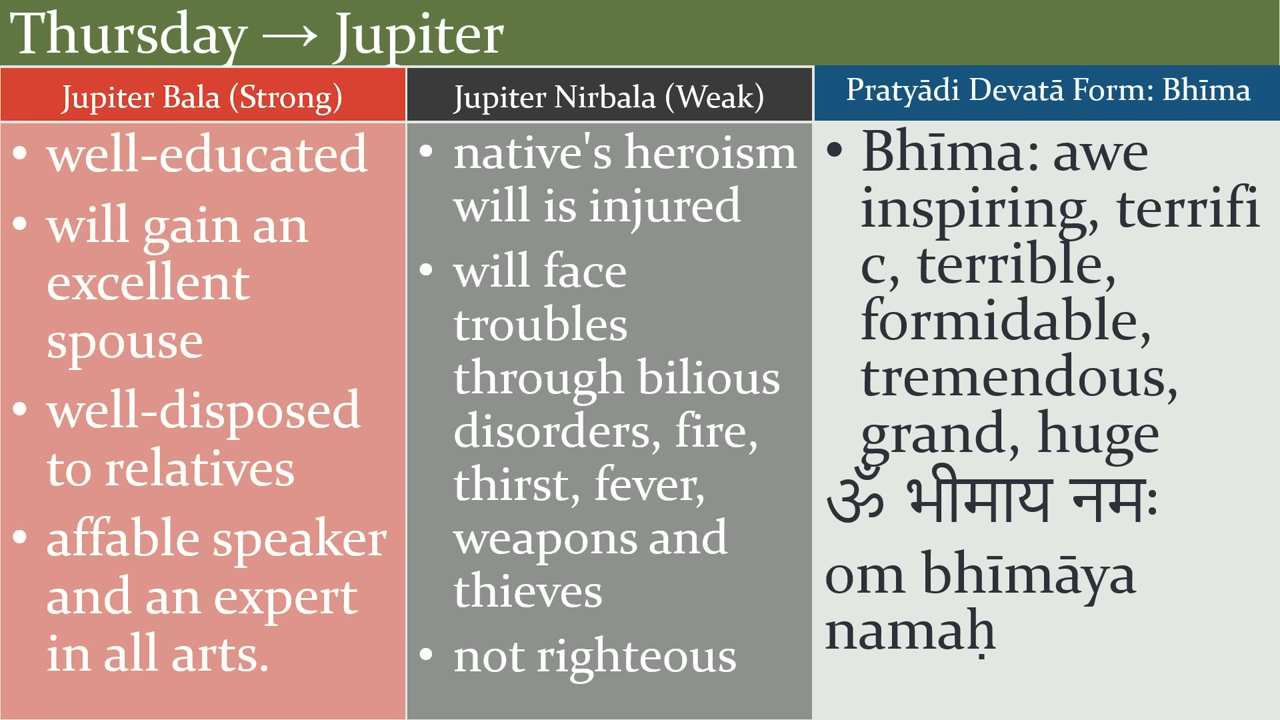 Thursday → Jupiter
Jupiter Bala (Strong)
• well-educated
• will gain an
excellent
spouse
• well-disposed
to relatives
• affable speaker
and an expert
in all arts.
Jupiter Nirbala (Weak)
• native's heroism
will is injured
• will face
troubles
through bilious
disorders, fire,
thirst, fever,
weapons and
thieves
• not righteous
Pratyādi Devatā Form: Bhīma
• Bhīma: awe
inspiring, terrifi
c, terrible,
formidable,
tremendous,
grand, huge
ॐ भीमाय नमः
om bhīmāya
namaḥ